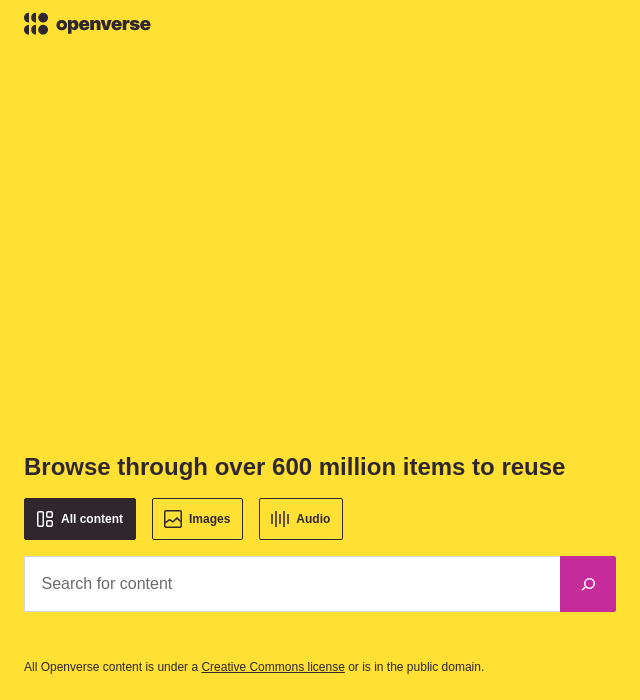 openverse
Browse through over 600 million items to reuse
All content
Images
Audio
Search for content
All Openverse content is under a Creative Commons license or is in the public domain.